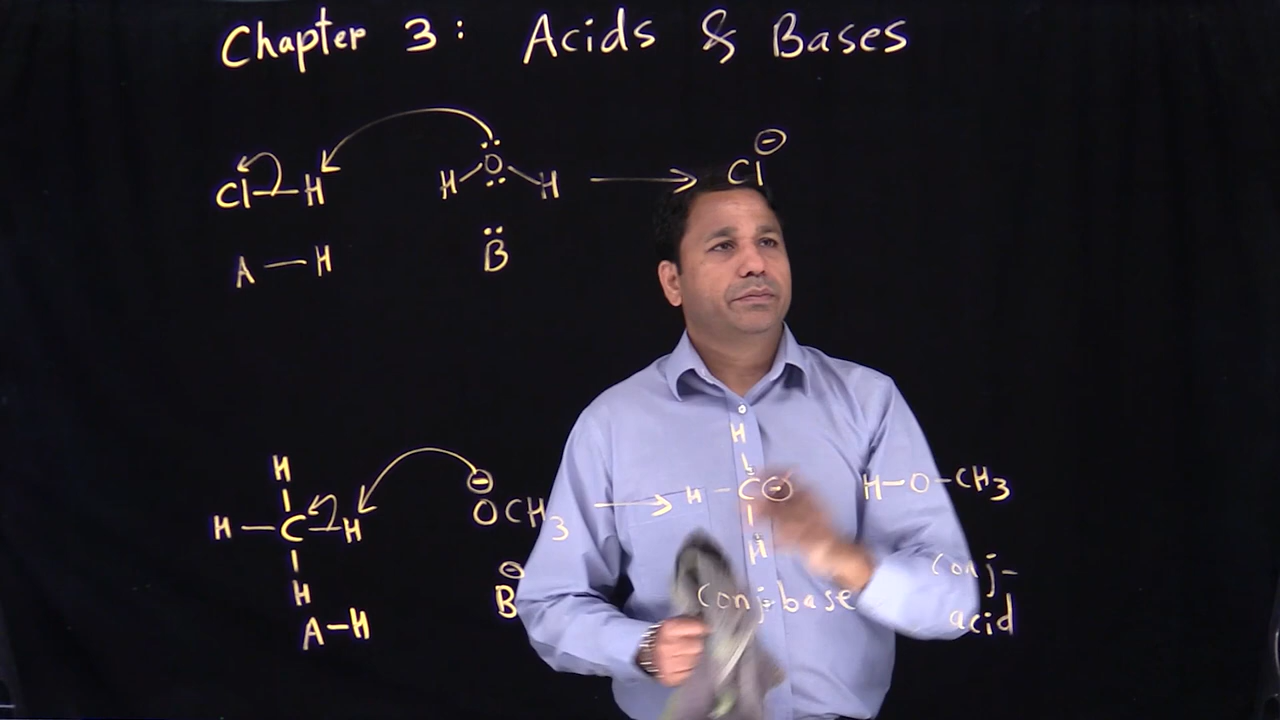 Chapter 3: Acids & Bases
Cl—H H—Ö—H → Cl⊖
A—H B̈
H
H—C—H ⊖OCH3 →
H
A—H B⊖
H
H—C⊖
H
H—O—CH3
conj-base
conj-acid